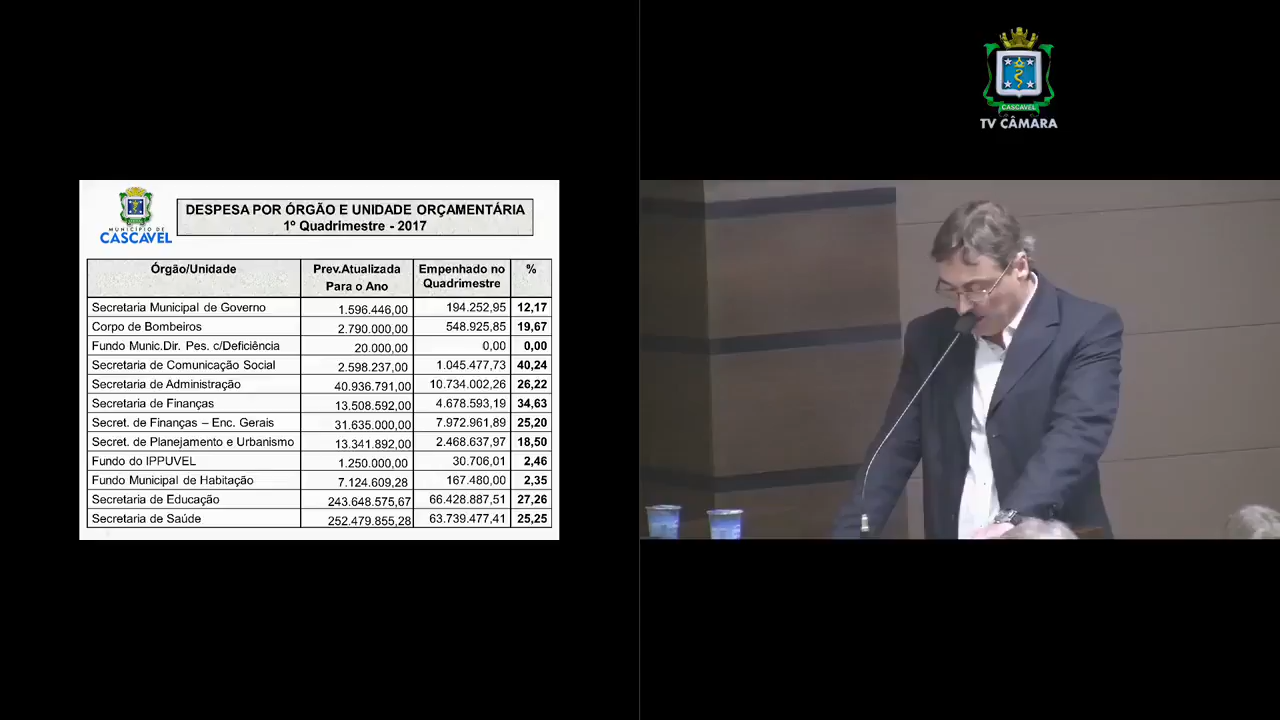 CASCAVEL
TV CÂMARA
MUNICÍPIO DE
CASCAVEL
DESPESA POR ÓRGÃO E UNIDADE ORÇAMENTÁRIA
1º Quadrimestre - 2017
Órgão/Unidade Prev.Atualizada Para o Ano Empenhado no Quadrimestre %
Secretaria Municipal de Governo 1.596.446,00 194.252,95 12,17
Corpo de Bombeiros 2.790.000,00 548.925,85 19,67
Fundo Munic.Dir. Pes. c/Deficiência 20.000,00 0,00 0,00
Secretaria de Comunicação Social 2.598.237,00 1.045.477,73 40,24
Secretaria de Administração 40.936.791,00 10.734.002,26 26,22
Secretaria de Finanças 13.508.592,00 4.678.593,19 34,63
Secret. de Finanças – Enc. Gerais 31.635.000,00 7.972.961,89 25,20
Secret. de Planejamento e Urbanismo 13.341.892,00 2.468.637,97 18,50
Fundo do IPPUVEL 1.250.000,00 30.706,01 2,46
Fundo Municipal de Habitação 7.124.609,28 167.480,00 2,35
Secretaria de Educação 243.648.575,67 66.428.887,51 27,26
Secretaria de Saúde 252.479.855,28 63.739.477,41 25,25